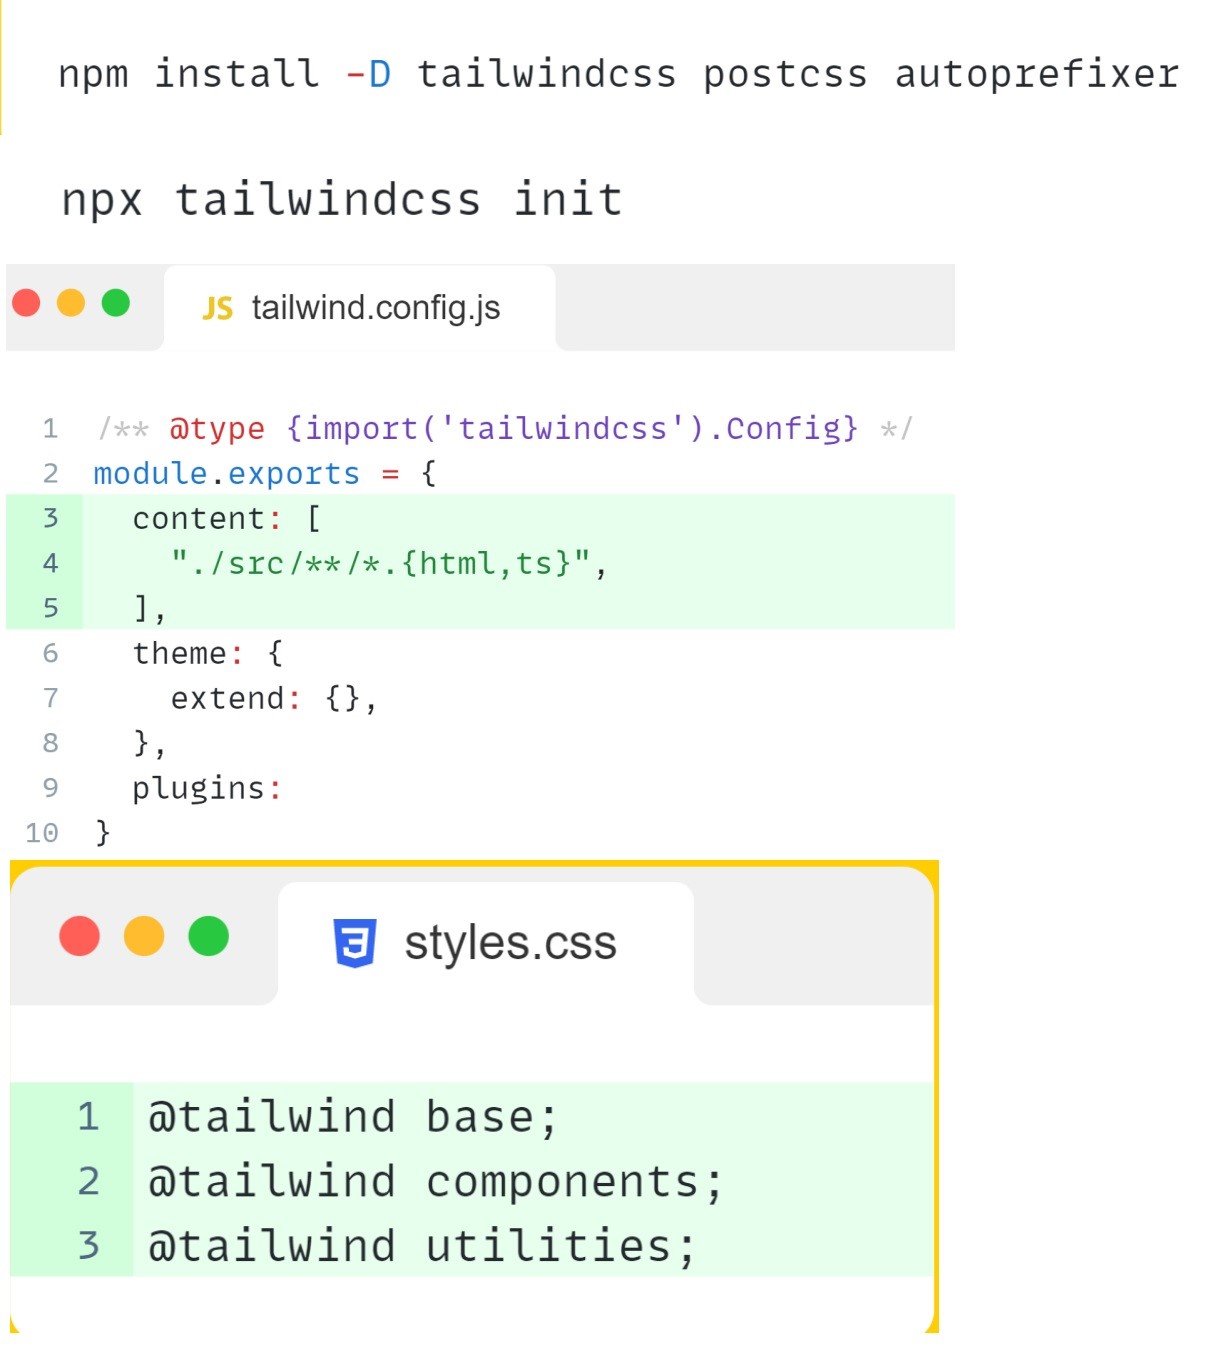 npm install -D tailwindcss postcss autoprefixer
npx tailwindcss init
JS tailwind.config.js
1 /** @type {import('tailwindcss').Config} */
2 module.exports = {
3 content: [
4 "./src/**/*.{html,ts}",
5 ],
6 theme: {
7 extend: {},
8 },
9 plugins:
10 }
3 styles.css
1 @tailwind base;
2 @tailwind components;
3 @tailwind utilities;